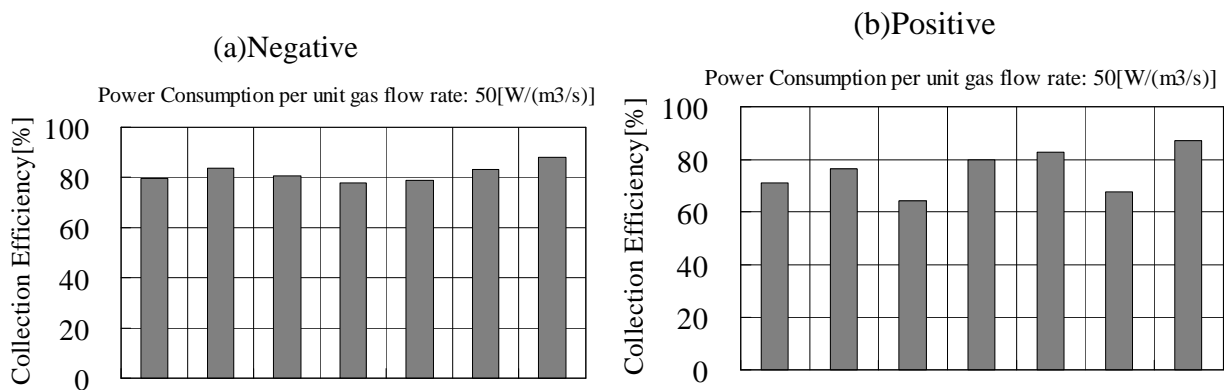 (a)Negative
Power Consumption per unit gas flow rate: 50[W/(m3/s)]
Collection Efficiency[%]
100
80
60
40
20
0
(b)Positive
Power Consumption per unit gas flow rate: 50[W/(m3/s)]
Collection Efficiency[%]
100
80
60
40
20
0